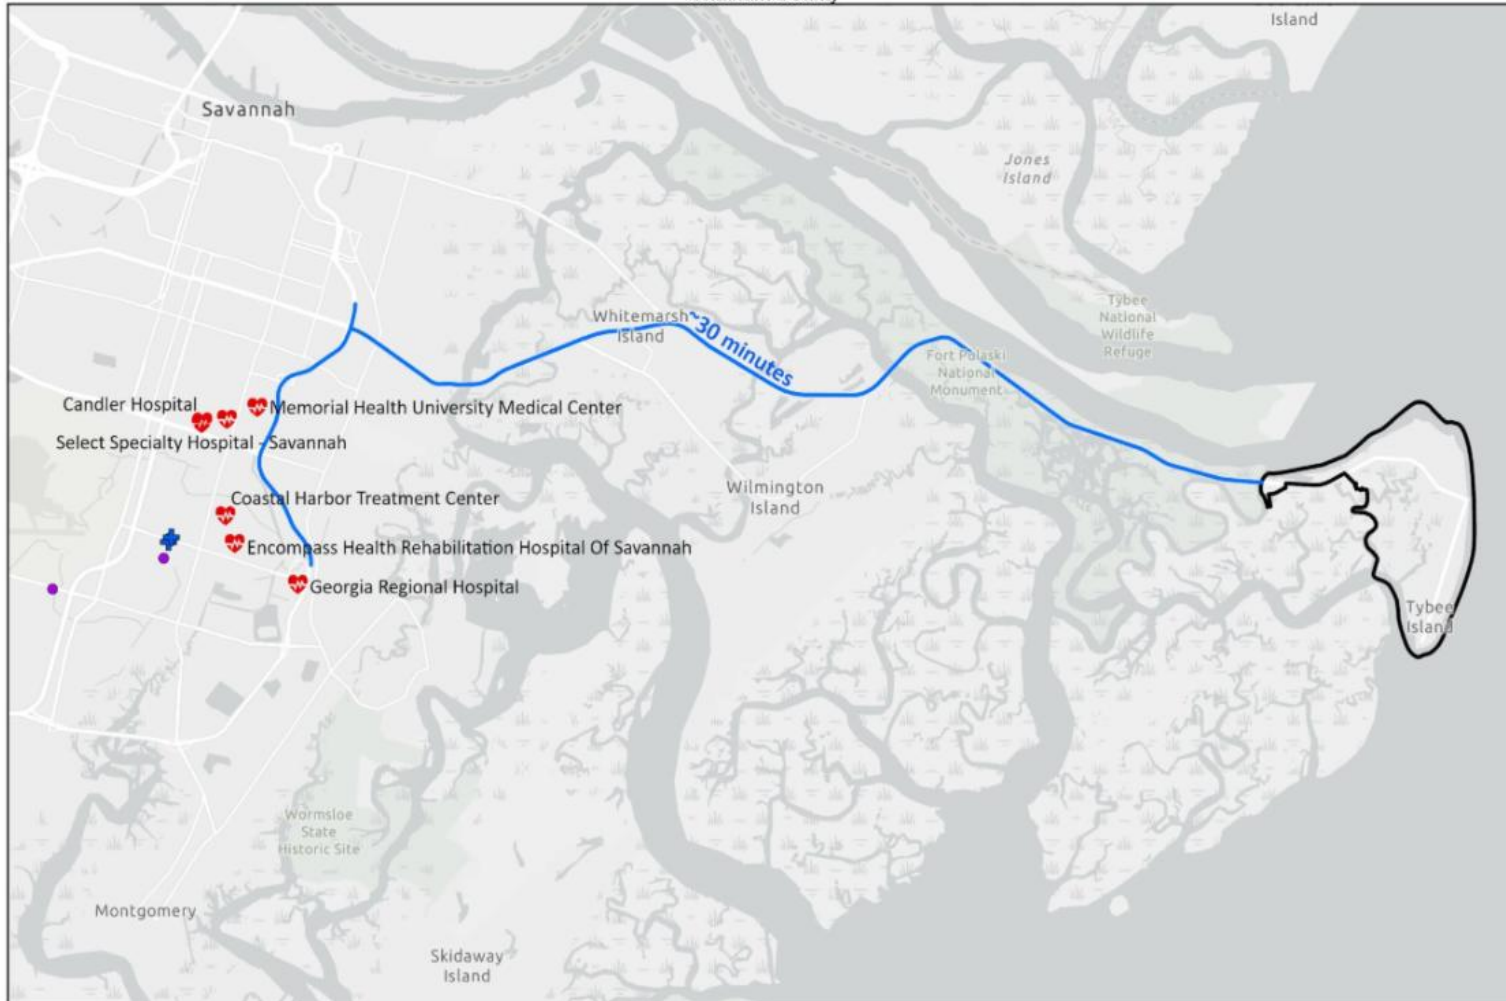 Island
Savannah
Jones
Island
Tybee
National
Wildlife
Refuge
Whitemarsh
Island
~30 minutes
Fort Pulaski
National
Monument
Candler Hospital
Memorial Health University Medical Center
Select Specialty Hospital - Savannah
Wilmington
Island
Coastal Harbor Treatment Center
Encompass Health Rehabilitation Hospital Of Savannah
Georgia Regional Hospital
Tybee
Island
Wormsloe
State
Historic Site
Montgomery
Skidaway
Island